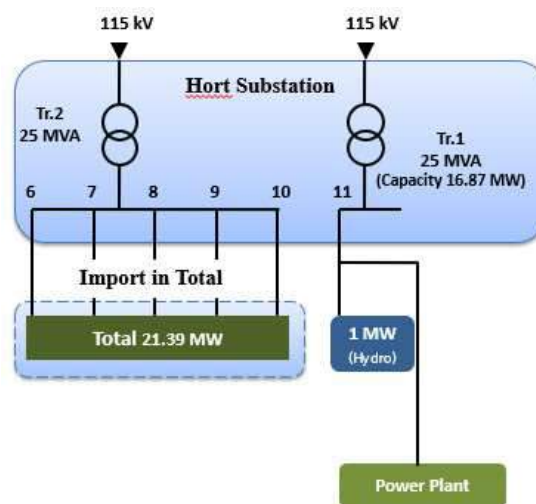 115 kV
115 kV
Hort Substation
Tr.2
25 MVA
Tr.1
25 MVA
(Capacity 16.87 MW)
6 7 8 9 10 11
Import in Total
Total 21.39 MW
1 MW
(Hydro)
Power Plant